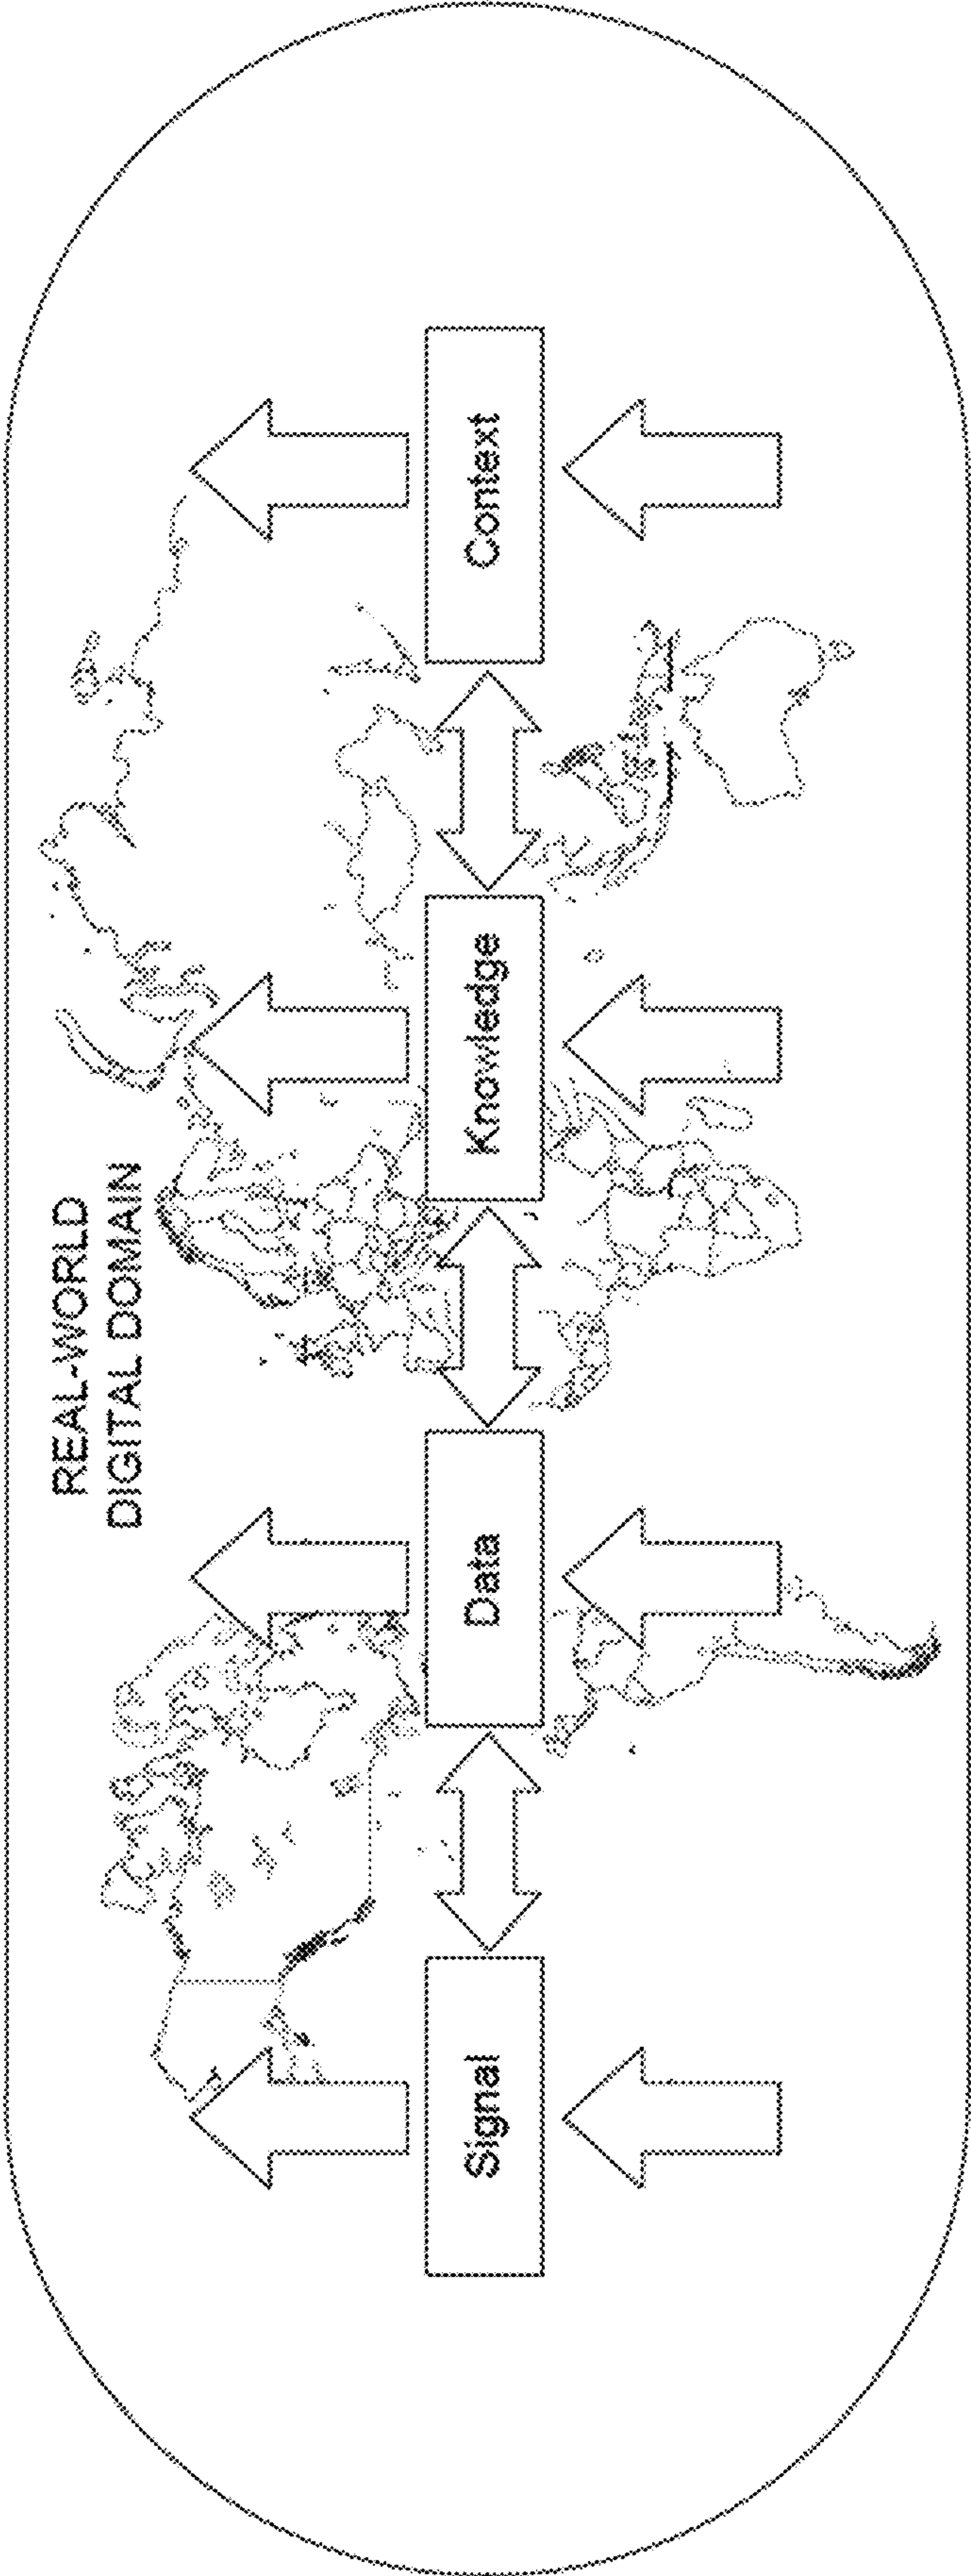 REAL-WORLD
DIGITAL DOMAIN
Signal
Data
Knowledge
Context